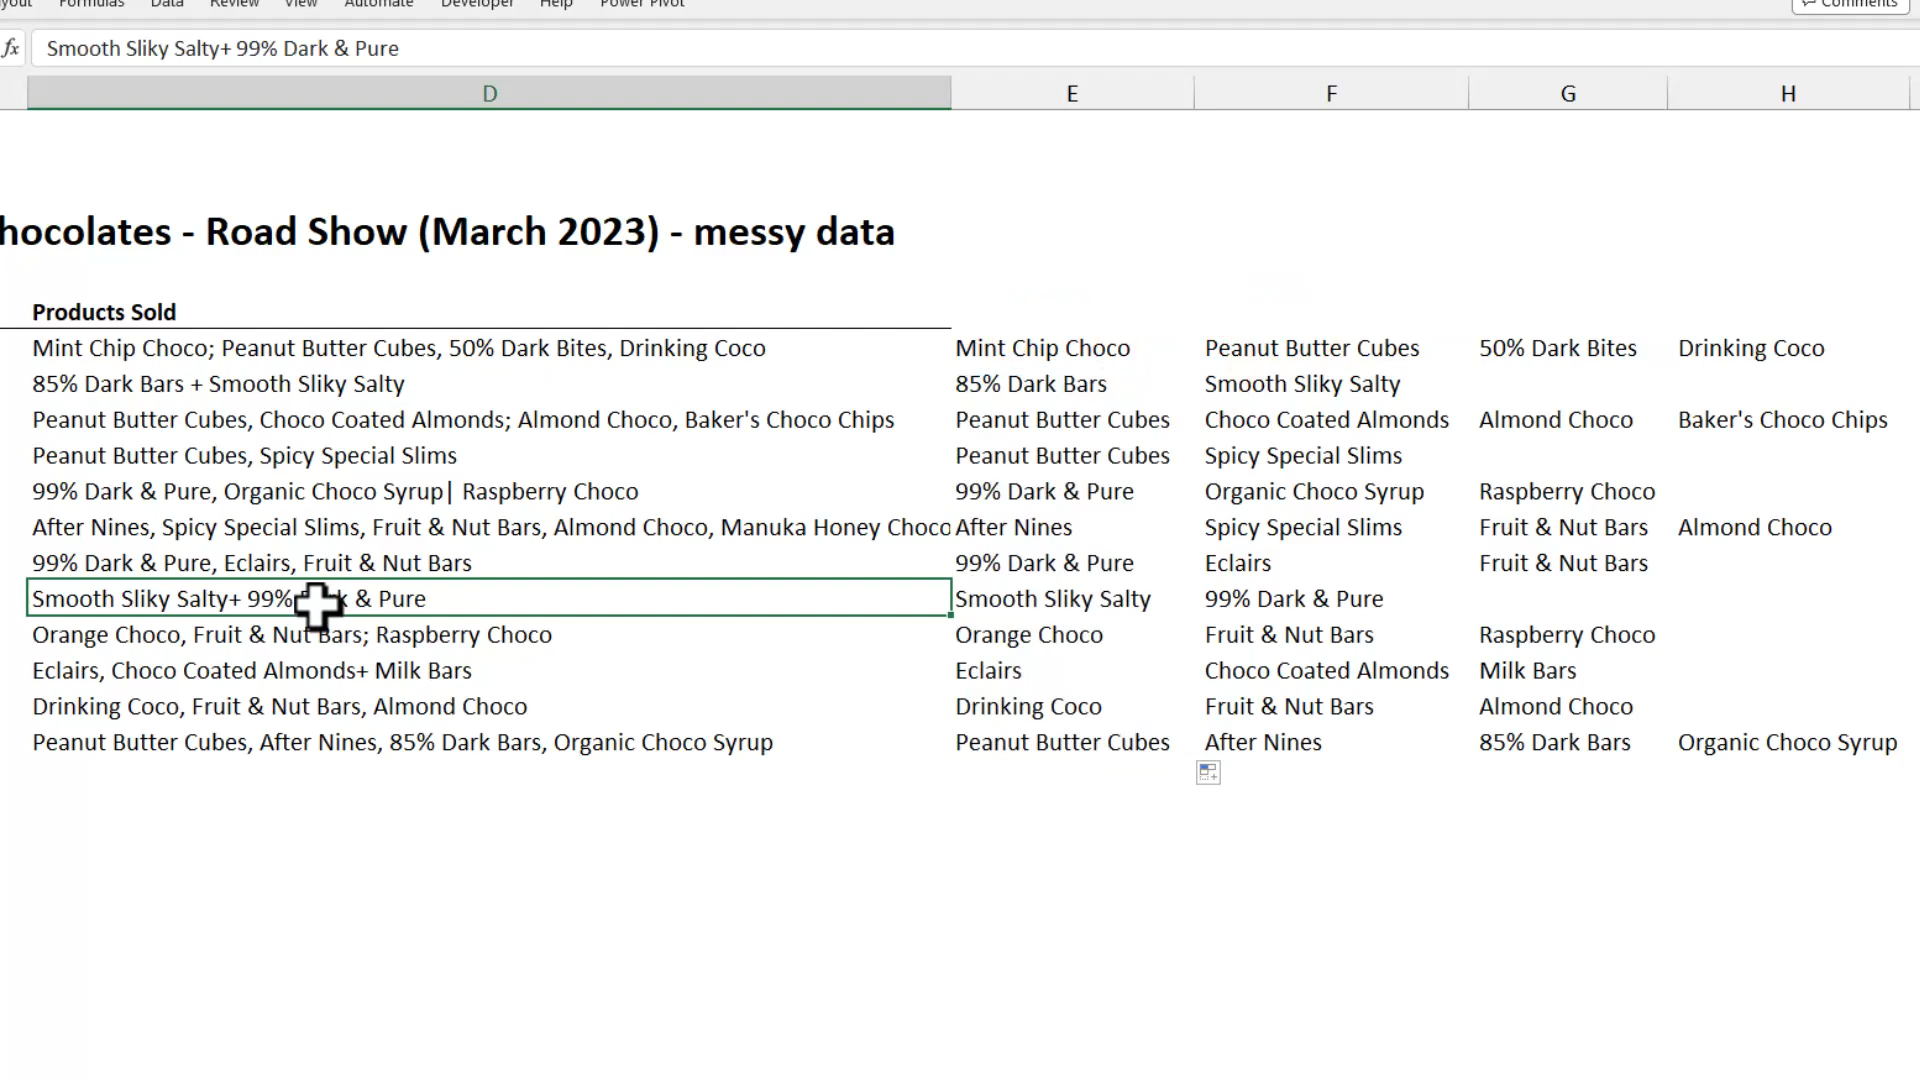 yout Formulas Data Review View Automate Developer Help Power Pivot Comments
fx Smooth Sliky Salty+ 99% Dark & Pure
D E F G H
hocolates - Road Show (March 2023) - messy data
Products Sold
Mint Chip Choco; Peanut Butter Cubes, 50% Dark Bites, Drinking Coco Mint Chip Choco Peanut Butter Cubes 50% Dark Bites Drinking Coco
85% Dark Bars + Smooth Sliky Salty 85% Dark Bars Smooth Sliky Salty
Peanut Butter Cubes, Choco Coated Almonds; Almond Choco, Baker's Choco Chips Peanut Butter Cubes Choco Coated Almonds Almond Choco Baker's Choco Chips
Peanut Butter Cubes, Spicy Special Slims Peanut Butter Cubes Spicy Special Slims
99% Dark & Pure, Organic Choco Syrup| Raspberry Choco 99% Dark & Pure Organic Choco Syrup Raspberry Choco
After Nines, Spicy Special Slims, Fruit & Nut Bars, Almond Choco, Manuka Honey Choco After Nines Spicy Special Slims Fruit & Nut Bars Almond Choco
99% Dark & Pure, Eclairs, Fruit & Nut Bars 99% Dark & Pure Eclairs Fruit & Nut Bars
Smooth Sliky Salty+ 99% Dark & Pure Smooth Sliky Salty 99% Dark & Pure
Orange Choco, Fruit & Nut Bars; Raspberry Choco Orange Choco Fruit & Nut Bars Raspberry Choco
Eclairs, Choco Coated Almonds+ Milk Bars Eclairs Choco Coated Almonds Milk Bars
Drinking Coco, Fruit & Nut Bars, Almond Choco Drinking Coco Fruit & Nut Bars Almond Choco
Peanut Butter Cubes, After Nines, 85% Dark Bars, Organic Choco Syrup Peanut Butter Cubes After Nines 85% Dark Bars Organic Choco Syrup